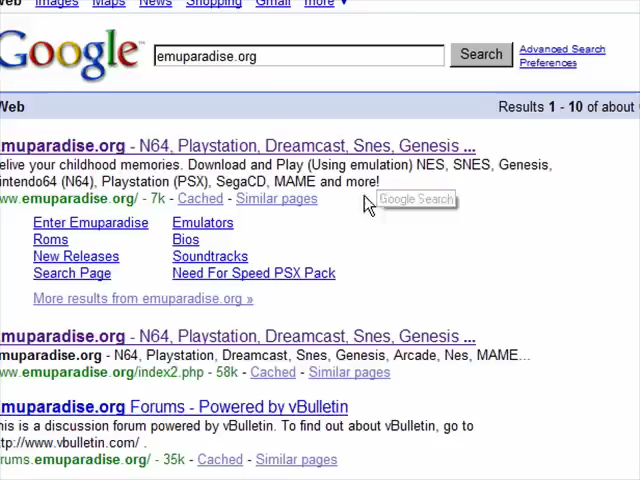 Web Images Maps News Shopping Gmail more ▼
Google™ emuparadise.org Search Advanced Search
Preferences
Web Results 1 - 10 of about
muparadise.org - N64, Playstation, Dreamcast, Snes, Genesis ...
elive your childhood memories. Download and Play (Using emulation) NES, SNES, Genesis,
intendo64 (N64), Playstation (PSX), SegaCD, MAME and more!
ww.emuparadise.org/ - 7k - Cached - Similar pages
Google Search
Enter Emuparadise Emulators
Roms Bios
New Releases Soundtracks
Search Page Need For Speed PSX Pack
More results from emuparadise.org »
muparadise.org - N64, Playstation, Dreamcast, Snes, Genesis ...
muparadise.org - N64, Playstation, Dreamcast, Snes, Genesis, Arcade, Nes, MAME...
ww.emuparadise.org/index2.php - 58k - Cached - Similar pages
muparadise.org Forums - Powered by vBulletin
his is a discussion forum powered by vBulletin. To find out about vBulletin, go to
ttp://www.vbulletin.com/ .
rums.emuparadise.org/ - 35k - Cached - Similar pages